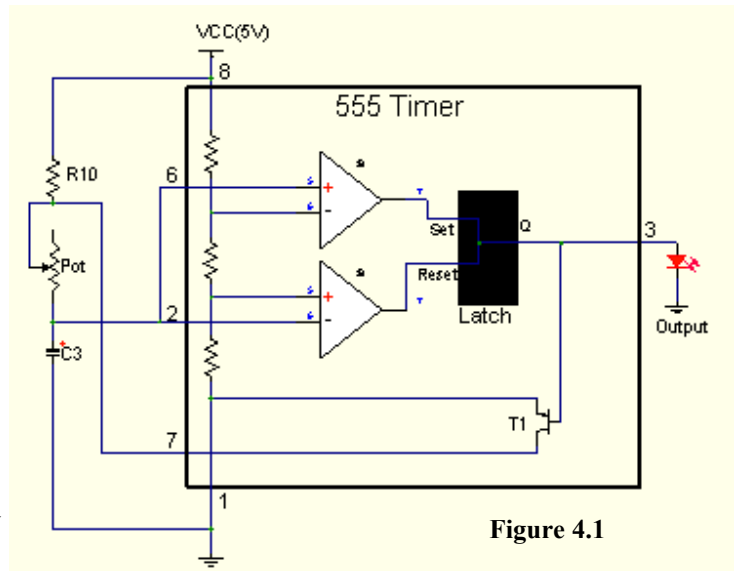 VCC(5V)
8
555 Timer
R10
6
+
-
Set
Q
3
Pot
Reset
+
-
2
Latch
Output
C3
T1
7
1
Figure 4.1